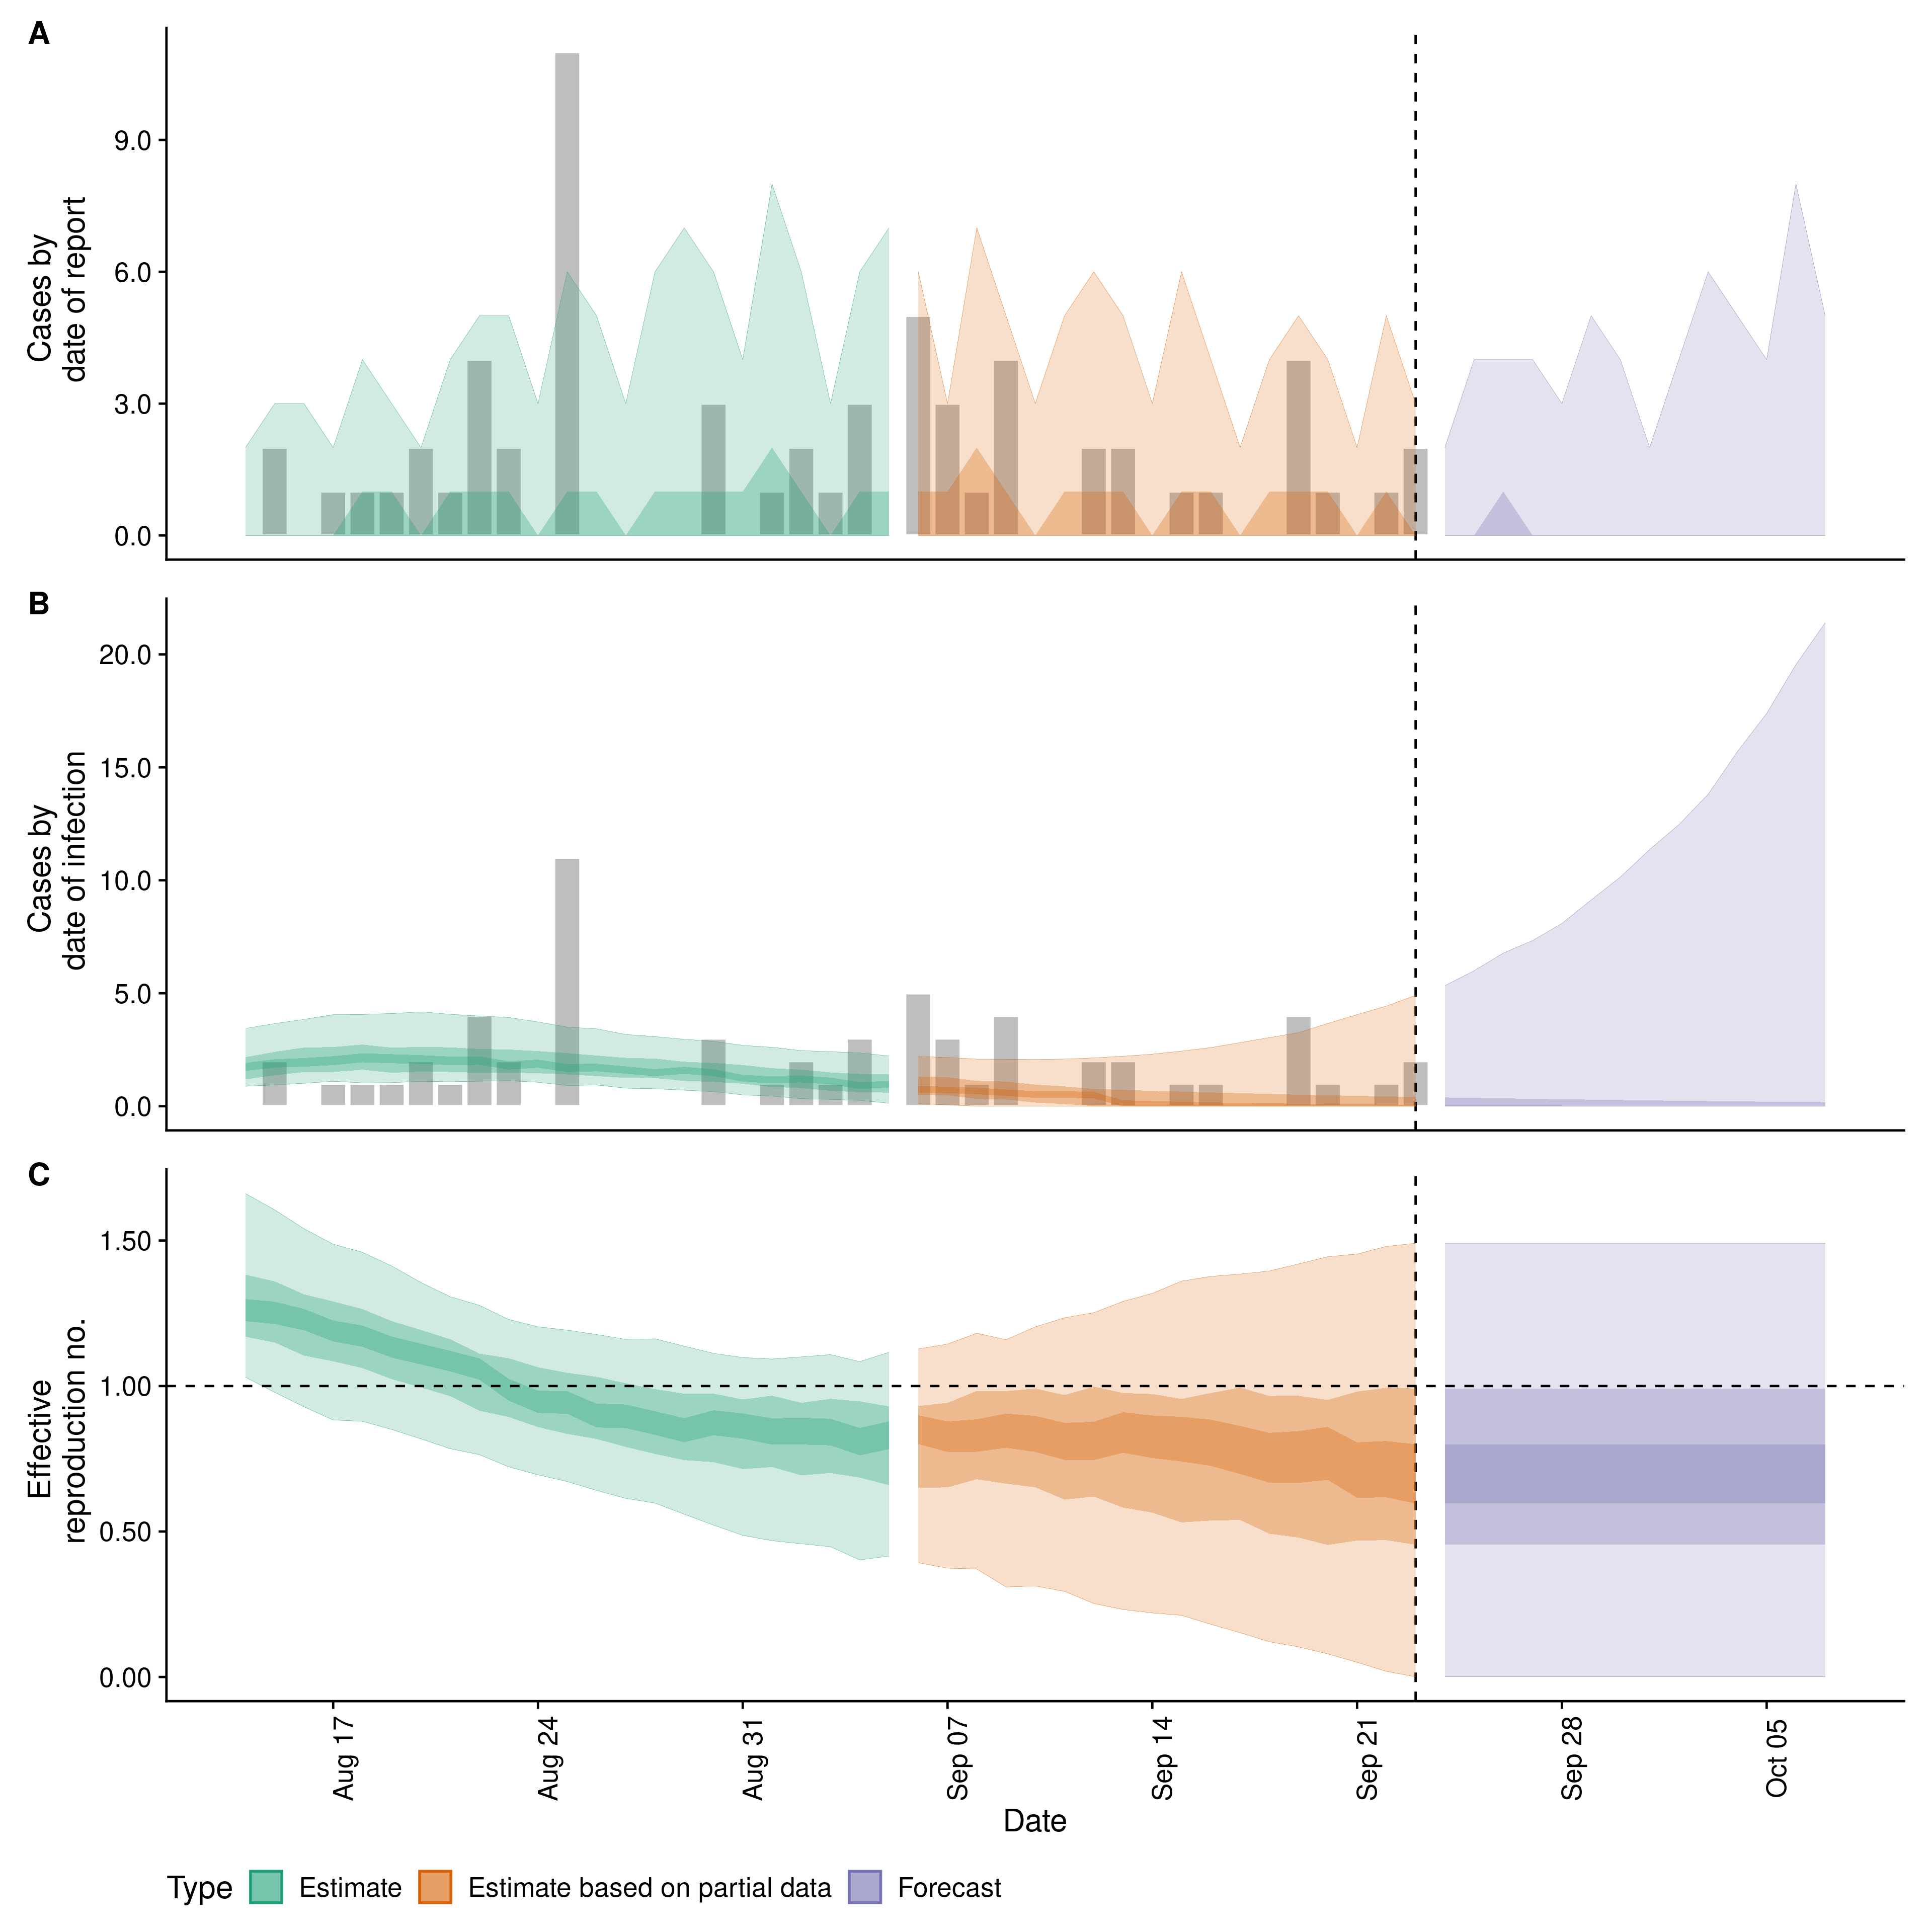 A
Cases by
date of report
9.0
6.0
3.0
0.0
B
Cases by
date of infection
20.0
15.0
10.0
5.0
0.0
C
Effective
reproduction no.
1.50
1.00
0.50
0.00
Aug 17
Aug 24
Aug 31
Sep 07
Sep 14
Sep 21
Sep 28
Oct 05
Date
Type Estimate Estimate based on partial data Forecast